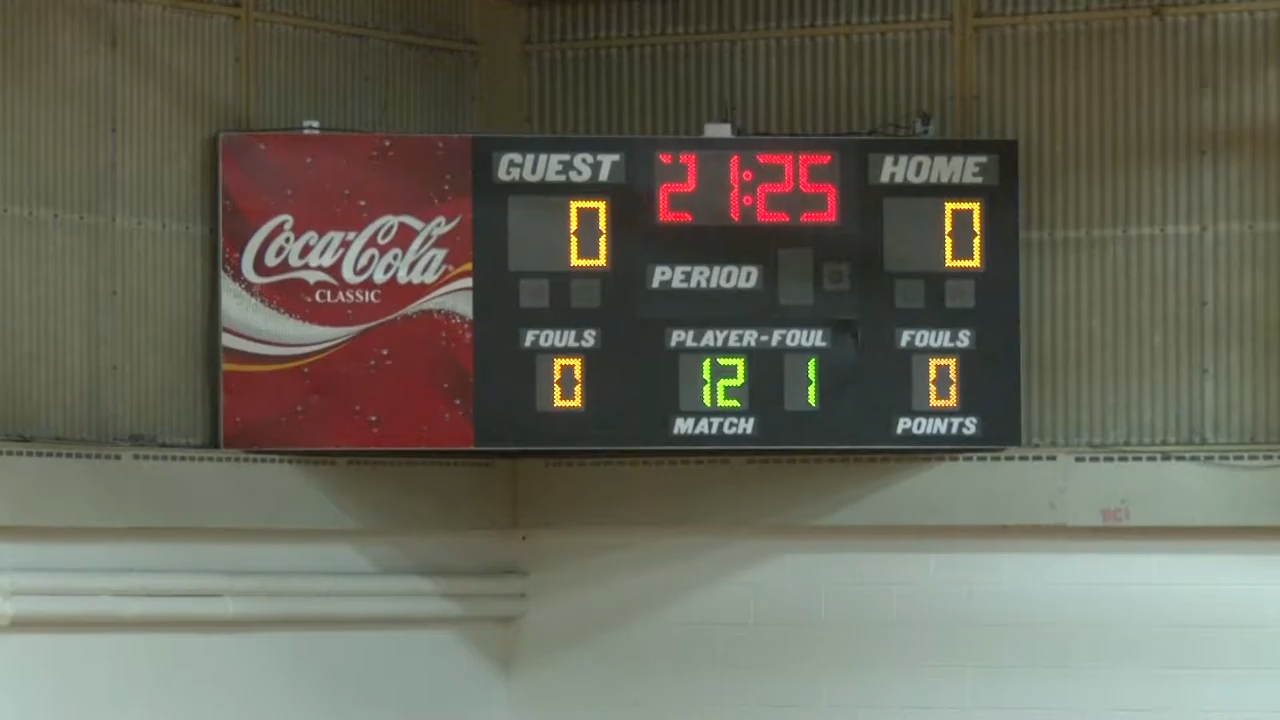 Coca-Cola
CLASSIC
GUEST
21:25
HOME
0
0
PERIOD
FOULS
PLAYER-FOUL
FOULS
0
12
1
0
MATCH
POINTS